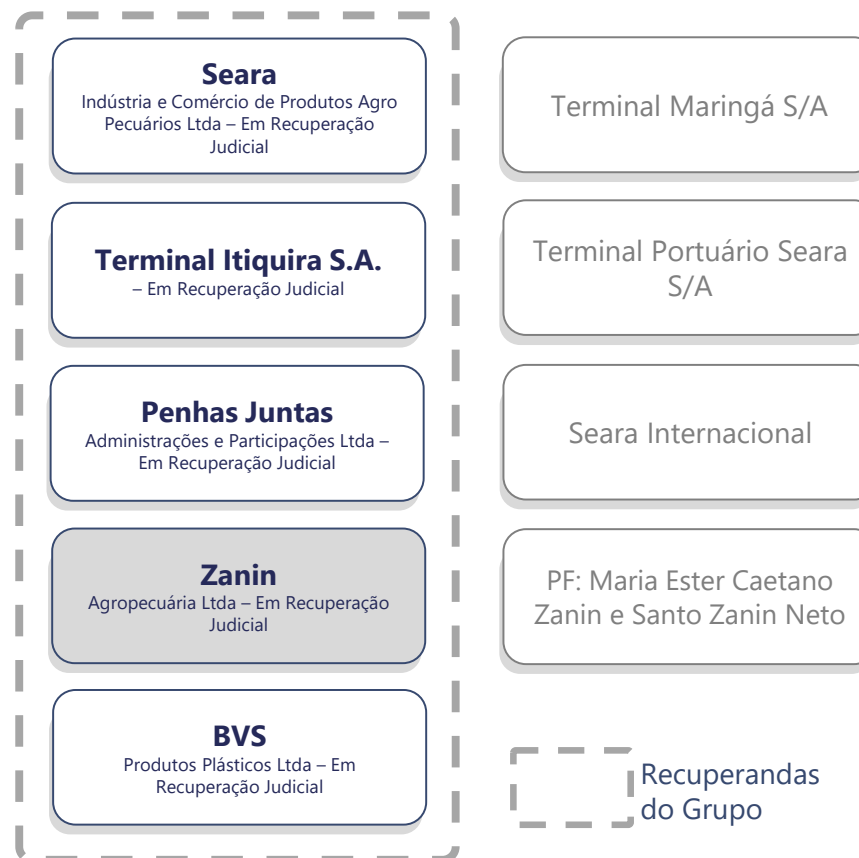 Seara
Indústria e Comércio de Produtos Agro
Pecuários Ltda – Em Recuperação
Judicial
Terminal Itiquira S.A.
– Em Recuperação Judicial
Penhas Juntas
Administrações e Participações Ltda –
Em Recuperação Judicial
Zanin
Agropecuária Ltda – Em Recuperação
Judicial
BVS
Produtos Plásticos Ltda – Em
Recuperação Judicial
Terminal Maringá S/A
Terminal Portuário Seara
S/A
Seara Internacional
PF: Maria Ester Caetano
Zanin e Santo Zanin Neto
Recuperandas
do Grupo